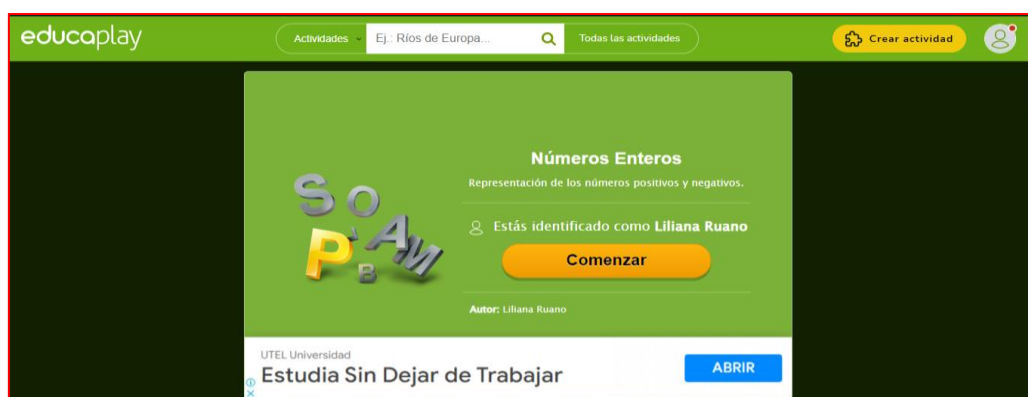 educaplay
Actividades
Ej.: Ríos de Europa...
Todas las actividades
Crear actividad
Números Enteros
Representación de los números positivos y negativos.
Estás identificado como Liliana Ruano
Comenzar
Autor: Liliana Ruano
S O
P A M
B
UTEL Universidad
Estudia Sin Dejar de Trabajar
ABRIR